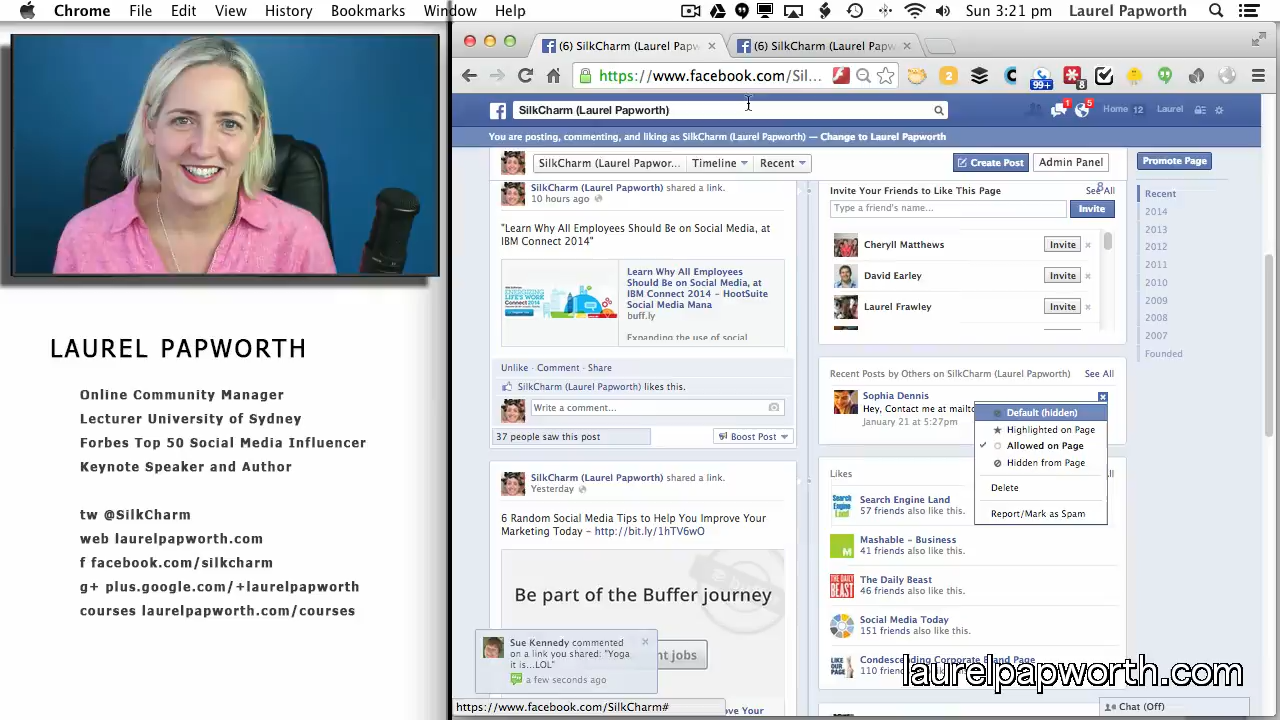 Chrome File Edit View History Bookmarks Window Help
99+
Sun 3:21 pm Laurel Papworth
(6) SilkCharm (Laurel Papw
(6) SilkCharm (Laurel Papw
https://www.facebook.com/Sil...
2
99+
8
SilkCharm (Laurel Papworth)
1
5
Home 12
Laurel
You are posting, commenting, and liking as SilkCharm (Laurel Papworth) — Change to Laurel Papworth
SilkCharm (Laurel Papwor...
Timeline
Recent
Create Post
Admin Panel
Promote Page
SilkCharm (Laurel Papworth) shared a link.
10 hours ago
"Learn Why All Employees Should Be on Social Media, at
IBM Connect 2014"
Learn Why All Employees
Should Be on Social Media, at
IBM Connect 2014 – HootSuite
Social Media Mana
buff.ly
Expanding the use of social
Unlike · Comment · Share
SilkCharm (Laurel Papworth) likes this.
Write a comment...
37 people saw this post
Boost Post
SilkCharm (Laurel Papworth) shared a link.
Yesterday
6 Random Social Media Tips to Help You Improve Your
Marketing Today – http://bit.ly/1hTV6wO
Be part of the Buffer journey
nt jobs
Sue Kennedy commented
on a link you shared: "Yoga
it is...LOL"
a few seconds ago
https://www.facebook.com/SilkCharm#
Invite Your Friends to Like This Page
See All
Type a friend's name...
Invite
Cheryll Matthews
Invite
David Earley
Invite
Laurel Frawley
Invite
Recent Posts by Others on SilkCharm (Laurel Papworth)
See All
Sophia Dennis
Hey, Contact me at mailto
January 21 at 5:27pm
Default (hidden)
Highlighted on Page
Allowed on Page
Hidden from Page
Delete
Report/Mark as Spam
Likes
Search Engine Land
57 friends also like this.
Mashable – Business
41 friends also like this.
The Daily Beast
46 friends also like this.
Social Media Today
151 friends also like this.
Condescending Corporate Brand Page
Recent
2014
2013
2012
2011
2010
2009
2008
2007
Founded
Chat (Off)
LAUREL PAPWORTH
Online Community Manager
Lecturer University of Sydney
Forbes Top 50 Social Media Influencer
Keynote Speaker and Author
tw @SilkCharm
web laurelpapworth.com
f facebook.com/silkcharm
g+ plus.google.com/+laurelpapworth
courses laurelpapworth.com/courses
laurelpapworth.com